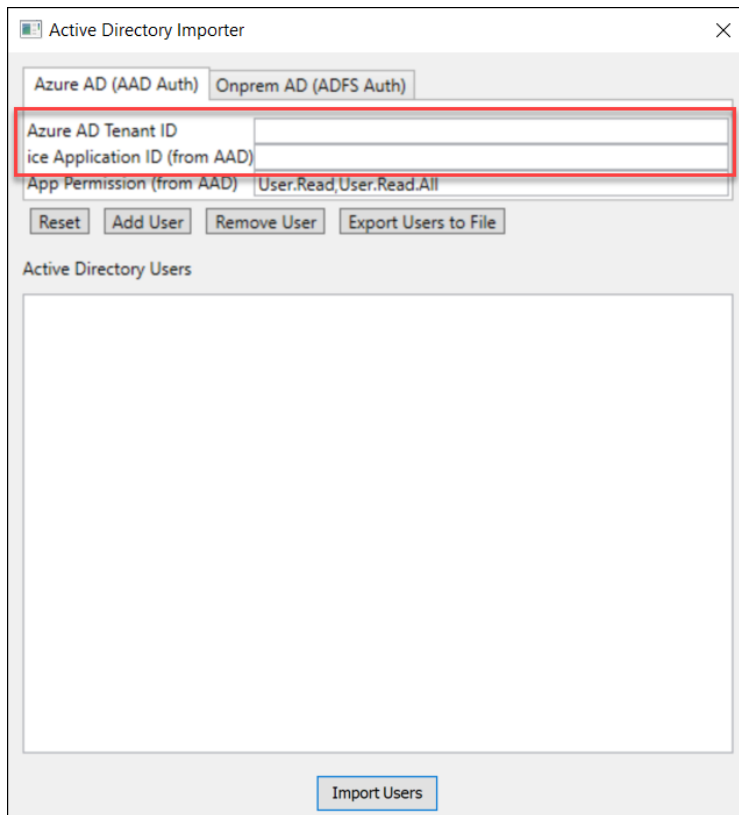 Active Directory Importer
Azure AD (AAD Auth) Onprem AD (ADFS Auth)
Azure AD Tenant ID
ice Application ID (from AAD)
App Permission (from AAD) User.Read,User.Read.All
Reset Add User Remove User Export Users to File
Active Directory Users
Import Users